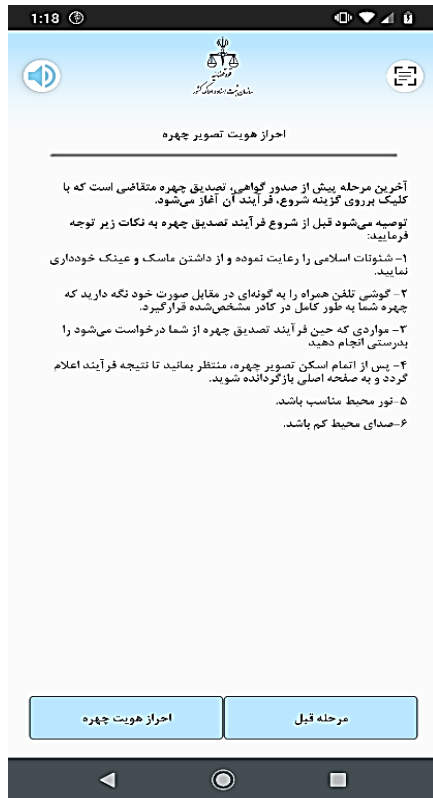 1:18
قوه قضائیه
سازمان ثبت اسناد و املاک کشور
احراز هویت تصویر چهره
آخرین مرحله پیش از صدور گواهی، تصدیق چهره متقاضی است که با
کلیک برروی گزینه شروع، فرآیند آن آغاز می‌شود.
توصیه می‌شود قبل از شروع فرآیند تصدیق چهره به نکات زیر توجه
فرمایید:
۱- شئونات اسلامی را رعایت نموده و از داشتن ماسک و عینک خودداری
نمایید.
۲- گوشی تلفن همراه را به گونه‌ای در مقابل صورت خود نگه دارید که
چهره شما به طور کامل در کادر مشخص‌شده قرارگیرد.
۳- مواردی که حین فرآیند تصدیق چهره از شما درخواست می‌شود را
بدرستی انجام دهید
۴- پس از اتمام اسکن تصویر چهره، منتظر بمانید تا نتیجه فرآیند اعلام
گردد و به صفحه اصلی بازگردانده شوید.
۵-نور محیط مناسب باشد.
۶-صدای محیط کم باشد.
مرحله قبل
احراز هویت چهره